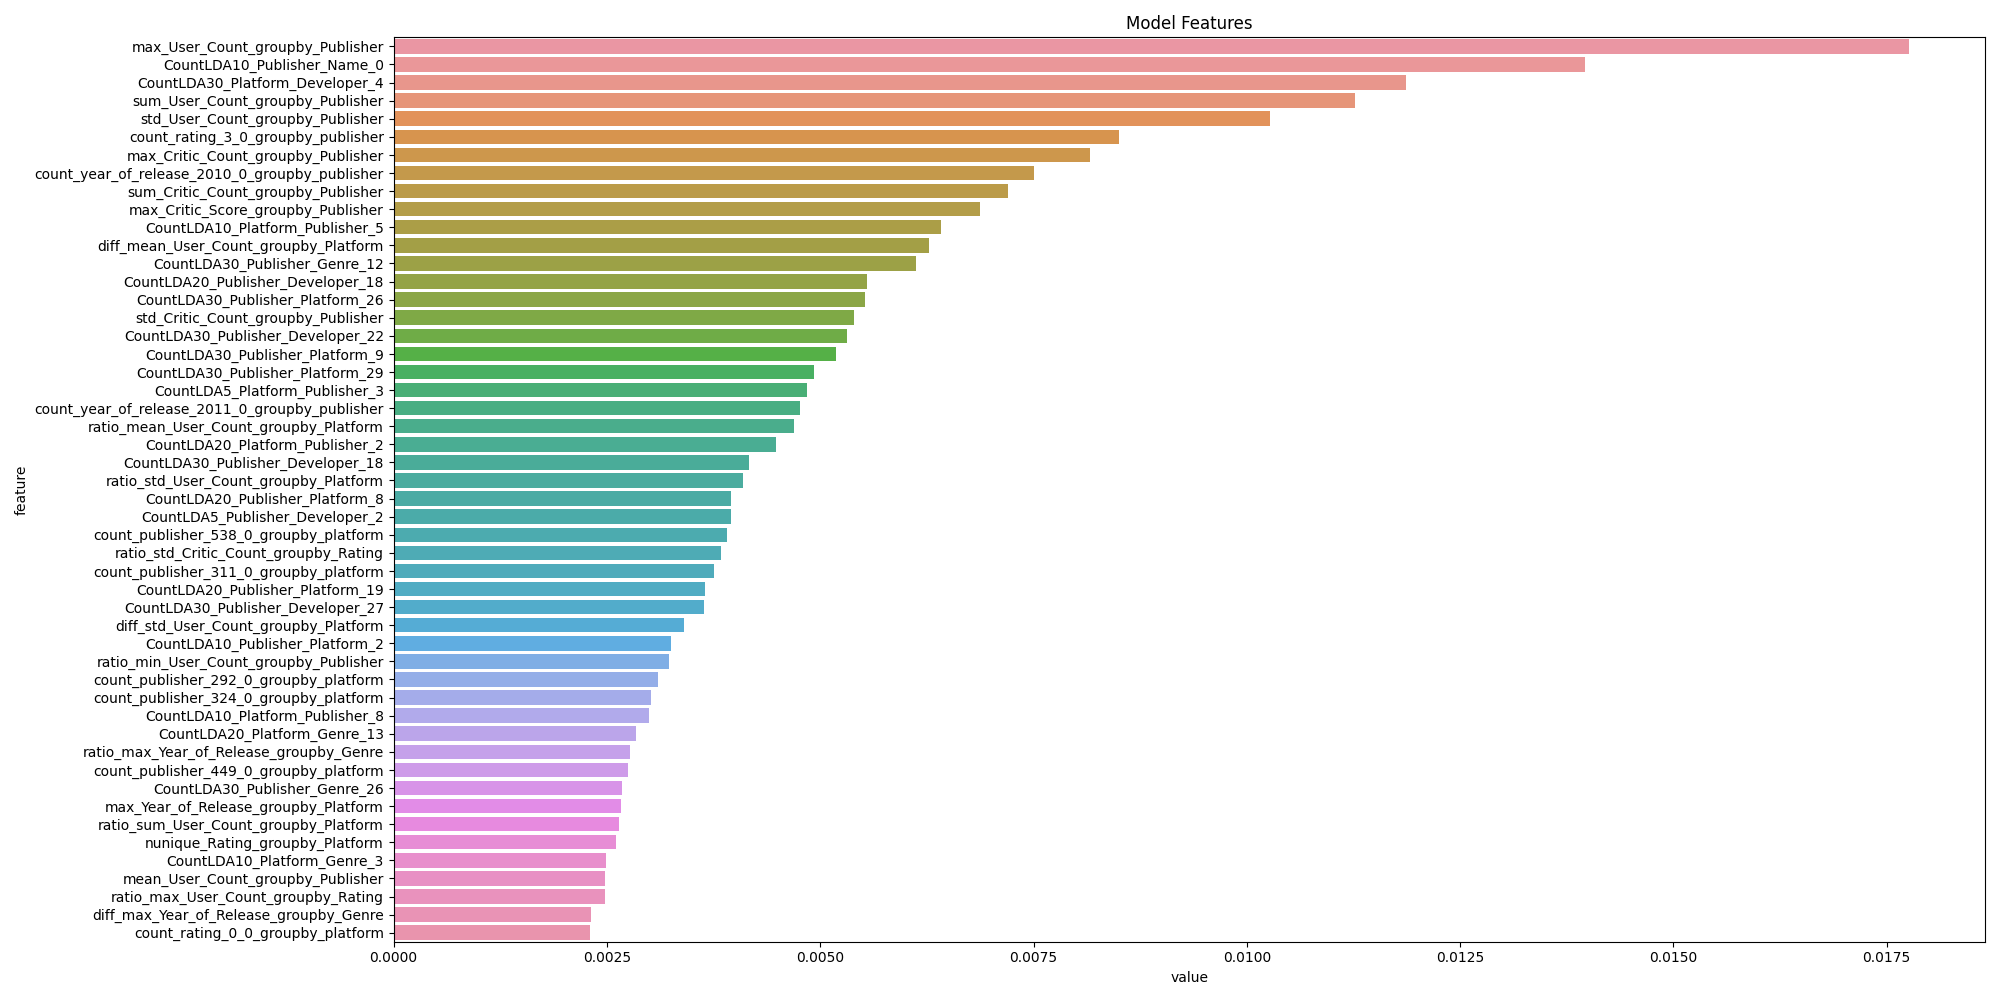 Model Features
max_User_Count_groupby_Publisher
CountLDA10_Publisher_Name_0
CountLDA30_Platform_Developer_4
sum_User_Count_groupby_Publisher
std_User_Count_groupby_Publisher
count_rating_3_0_groupby_publisher
max_Critic_Count_groupby_Publisher
count_year_of_release_2010_0_groupby_publisher
sum_Critic_Count_groupby_Publisher
max_Critic_Score_groupby_Publisher
CountLDA10_Platform_Publisher_5
diff_mean_User_Count_groupby_Platform
CountLDA30_Publisher_Genre_12
CountLDA20_Publisher_Developer_18
CountLDA30_Publisher_Platform_26
std_Critic_Count_groupby_Publisher
CountLDA30_Publisher_Developer_22
CountLDA30_Publisher_Platform_9
CountLDA30_Publisher_Platform_29
CountLDA5_Platform_Publisher_3
count_year_of_release_2011_0_groupby_publisher
ratio_mean_User_Count_groupby_Platform
CountLDA20_Platform_Publisher_2
CountLDA30_Publisher_Developer_18
ratio_std_User_Count_groupby_Platform
CountLDA20_Publisher_Platform_8
CountLDA5_Publisher_Developer_2
count_publisher_538_0_groupby_platform
ratio_std_Critic_Count_groupby_Rating
count_publisher_311_0_groupby_platform
CountLDA20_Publisher_Platform_19
CountLDA30_Publisher_Developer_27
diff_std_User_Count_groupby_Platform
CountLDA10_Publisher_Platform_2
ratio_min_User_Count_groupby_Publisher
count_publisher_292_0_groupby_platform
count_publisher_324_0_groupby_platform
CountLDA10_Platform_Publisher_8
CountLDA20_Platform_Genre_13
ratio_max_Year_of_Release_groupby_Genre
count_publisher_449_0_groupby_platform
CountLDA30_Publisher_Genre_26
max_Year_of_Release_groupby_Platform
ratio_sum_User_Count_groupby_Platform
nunique_Rating_groupby_Platform
CountLDA10_Platform_Genre_3
mean_User_Count_groupby_Publisher
ratio_max_User_Count_groupby_Rating
diff_max_Year_of_Release_groupby_Genre
count_rating_0_0_groupby_platform
feature
0.0000 0.0025 0.0050 0.0075 0.0100 0.0125 0.0150 0.0175
value